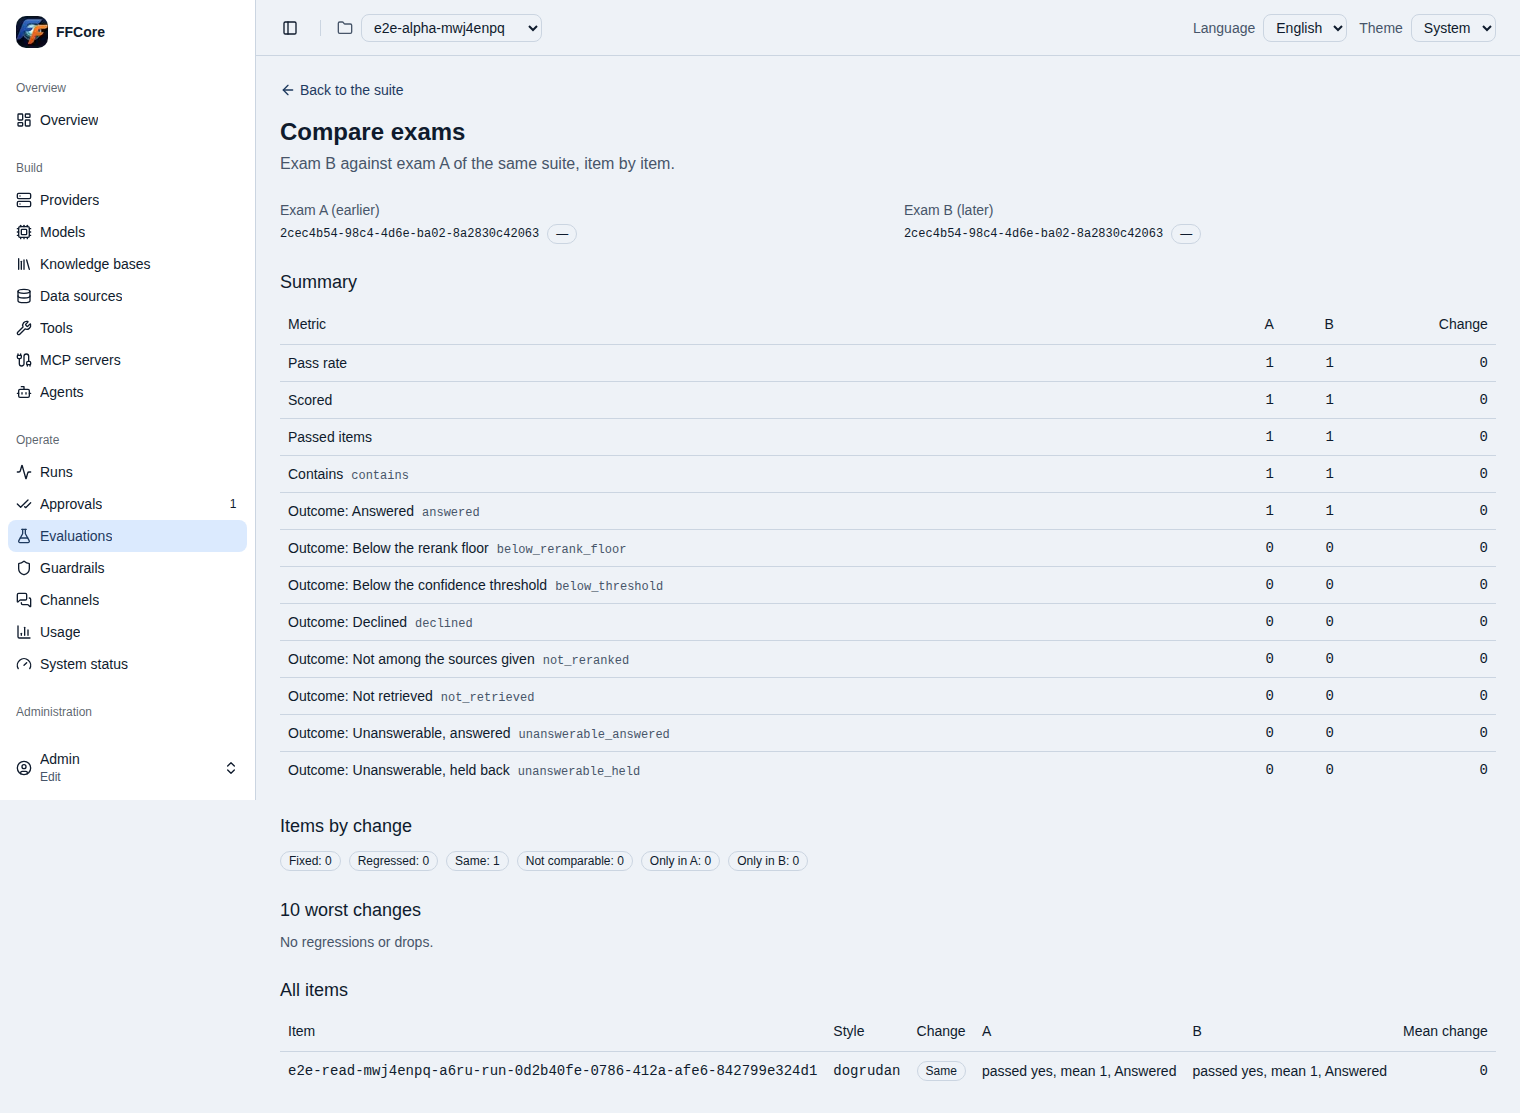 FFCore
e2e-alpha-mwj4enpq
Language
English
Theme
System
Overview
Overview
Build
Providers
Models
Knowledge bases
Data sources
Tools
MCP servers
Agents
Operate
Runs
Approvals 1
Evaluations
Guardrails
Channels
Usage
System status
Administration
Admin
Edit
Back to the suite
Compare exams
Exam B against exam A of the same suite, item by item.
Exam A (earlier)
2cec4b54-98c4-4d6e-ba02-8a2830c42063 —
Exam B (later)
2cec4b54-98c4-4d6e-ba02-8a2830c42063 —
Summary
Metric A B Change
Pass rate 1 1 0
Scored 1 1 0
Passed items 1 1 0
Contains contains 1 1 0
Outcome: Answered answered 1 1 0
Outcome: Below the rerank floor below_rerank_floor 0 0 0
Outcome: Below the confidence threshold below_threshold 0 0 0
Outcome: Declined declined 0 0 0
Outcome: Not among the sources given not_reranked 0 0 0
Outcome: Not retrieved not_retrieved 0 0 0
Outcome: Unanswerable, answered unanswerable_answered 0 0 0
Outcome: Unanswerable, held back unanswerable_held 0 0 0
Items by change
Fixed: 0 Regressed: 0 Same: 1 Not comparable: 0 Only in A: 0 Only in B: 0
10 worst changes
No regressions or drops.
All items
Item Style Change A B Mean change
e2e-read-mwj4enpq-a6ru-run-0d2b40fe-0786-412a-afe6-842799e324d1 dogrudan Same passed yes, mean 1, Answered passed yes, mean 1, Answered 0